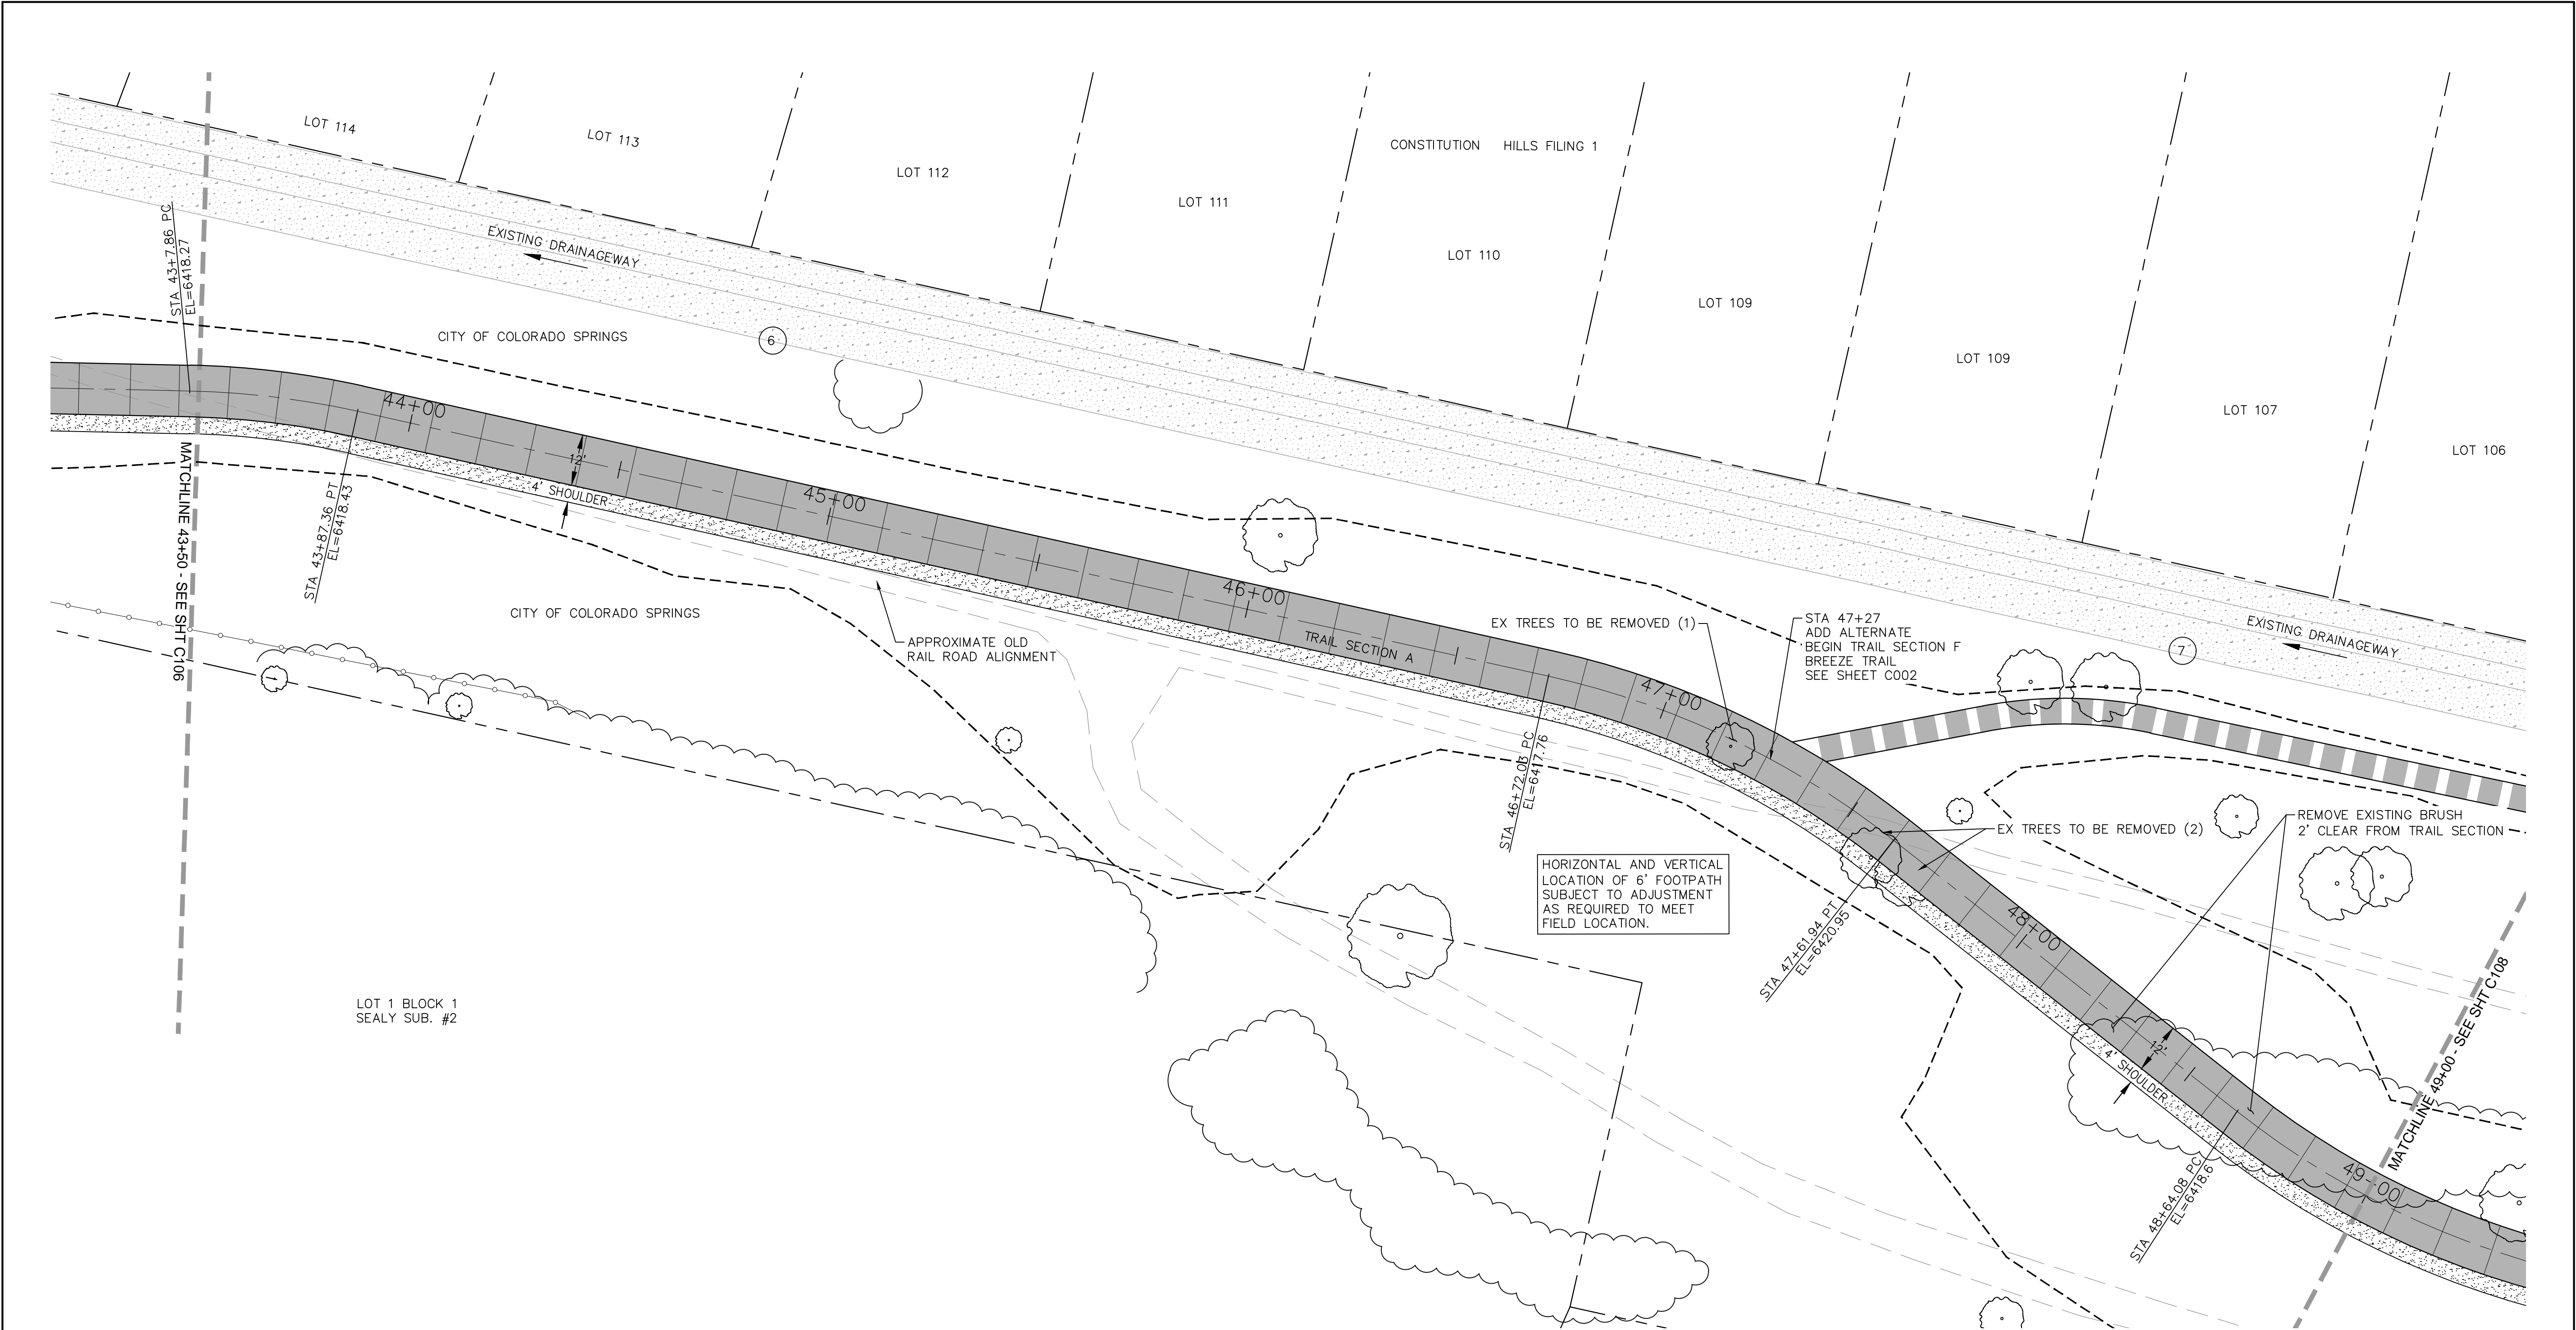 LOT 114
LOT 113
LOT 112
LOT 111
CONSTITUTION HILLS FILING 1
LOT 110
LOT 109
LOT 109
LOT 107
LOT 106
STA 43+7.86 PC
EL=6418.27
EXISTING DRAINAGEWAY
CITY OF COLORADO SPRINGS
6
44+00
12'
4' SHOULDER
45+00
MATCHLINE 43+50 - SEE SHT C106
STA 43+87.36 PT
EL=6418.43
CITY OF COLORADO SPRINGS
APPROXIMATE OLD
RAIL ROAD ALIGNMENT
46+00
TRAIL SECTION A
EX TREES TO BE REMOVED (1)
STA 47+27
ADD ALTERNATE
BEGIN TRAIL SECTION F
BREEZE TRAIL
SEE SHEET C002
7
EXISTING DRAINAGEWAY
47+00
STA 46+72.03 PC
EL=6417.76
EX TREES TO BE REMOVED (2)
REMOVE EXISTING BRUSH
2' CLEAR FROM TRAIL SECTION
HORIZONTAL AND VERTICAL
LOCATION OF 6' FOOTPATH
SUBJECT TO ADJUSTMENT
AS REQUIRED TO MEET
FIELD LOCATION.
STA 47+61.94 PT
EL=6420.95
48+00
LOT 1 BLOCK 1
SEALY SUB. #2
12'
4' SHOULDER
MATCHLINE 49+00 - SEE SHT C108
49+00
STA 48+64.08 PC
EL=6418.6